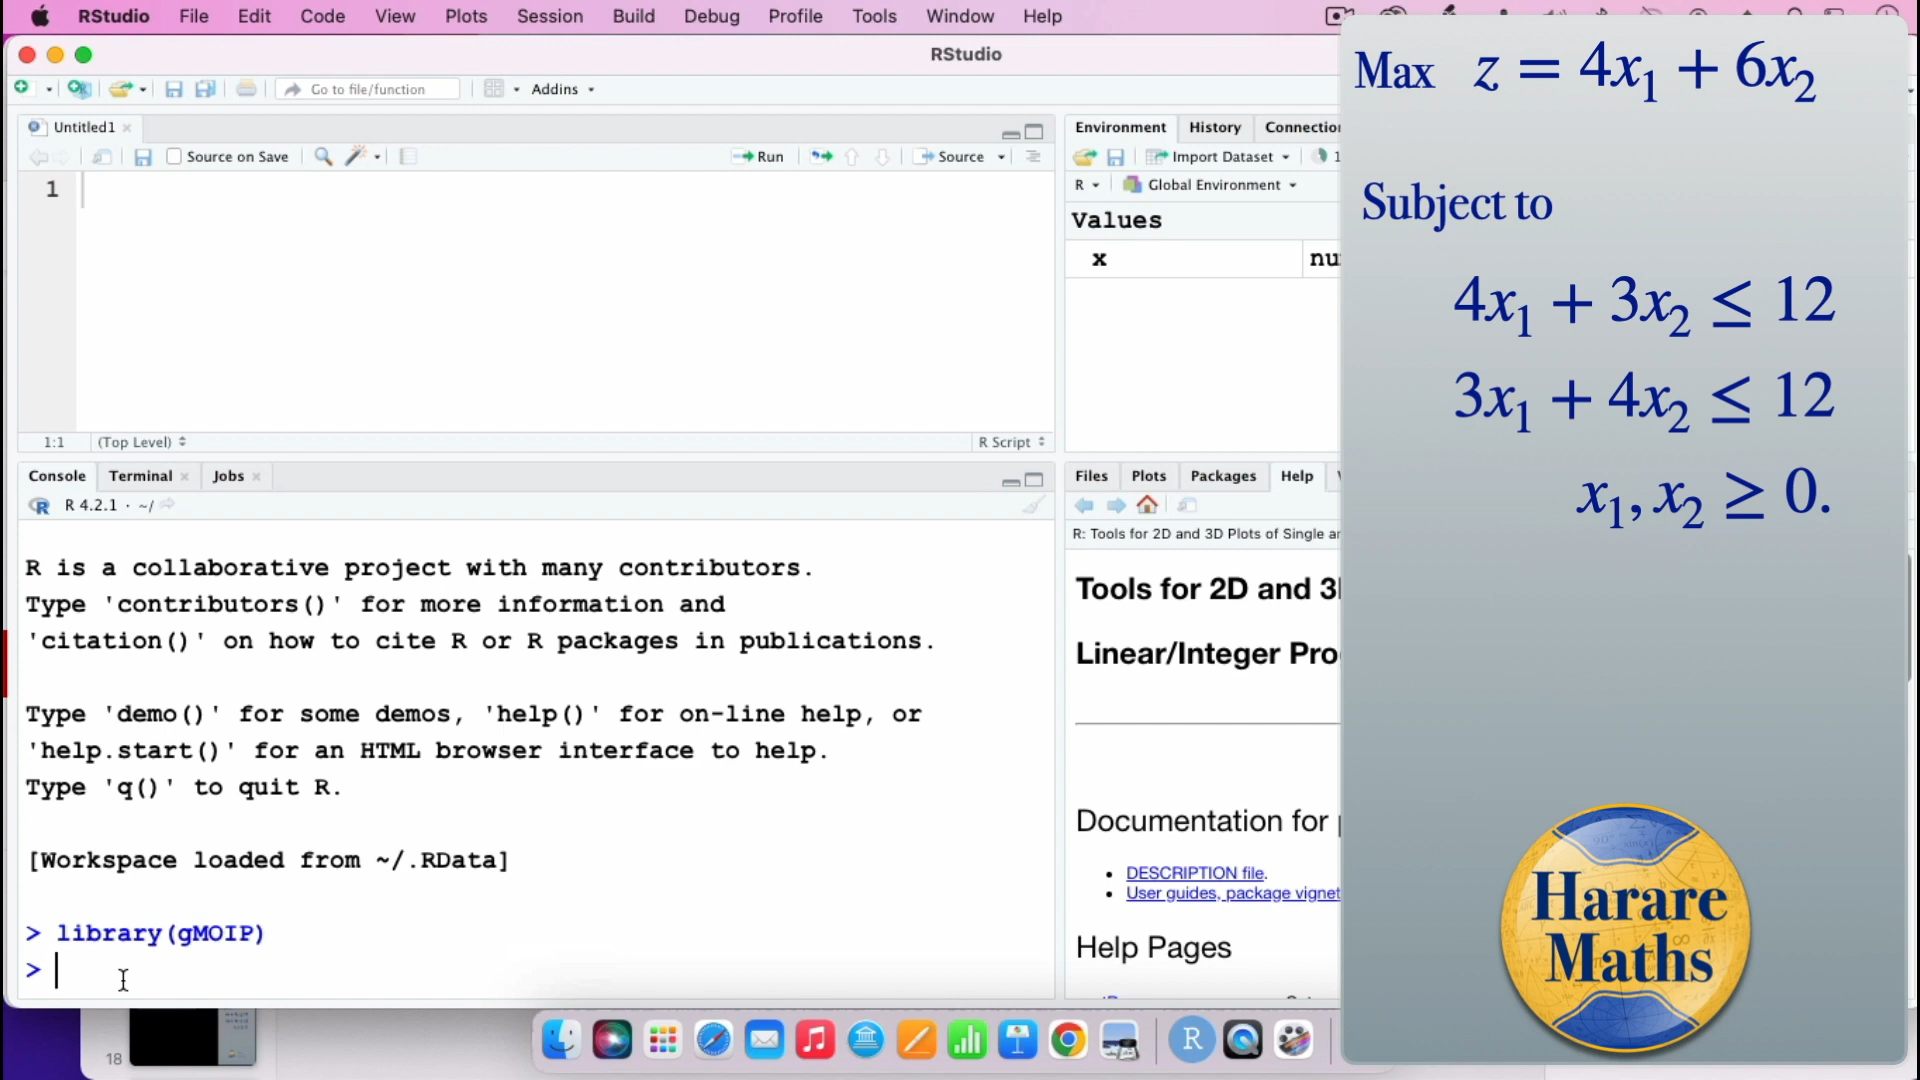 RStudio File Edit Code View Plots Session Build Debug Profile Tools Window Help
RStudio
Go to file/function Addins
Untitled1
Source on Save Run Source
1
1:1 (Top Level) R Script
Console Terminal Jobs
R 4.2.1 · ~/
R is a collaborative project with many contributors.
Type 'contributors()' for more information and
'citation()' on how to cite R or R packages in publications.
Type 'demo()' for some demos, 'help()' for on-line help, or
'help.start()' for an HTML browser interface to help.
Type 'q()' to quit R.
[Workspace loaded from ~/.RData]
> library(gMOIP)
>
Environment History
Import Dataset
R Global Environment
Values
x
Files Plots Packages Help
R: Tools for 2D and 3D Plots of Single
Tools for 2D and
Documentation for
DESCRIPTION file.
User guides, package
Help Pages
Max z = 4x₁ + 6x₂
Subject to
4x₁ + 3x₂ ≤ 12
3x₁ + 4x₂ ≤ 12
x₁, x₂ ≥ 0.
Harare
Maths
18